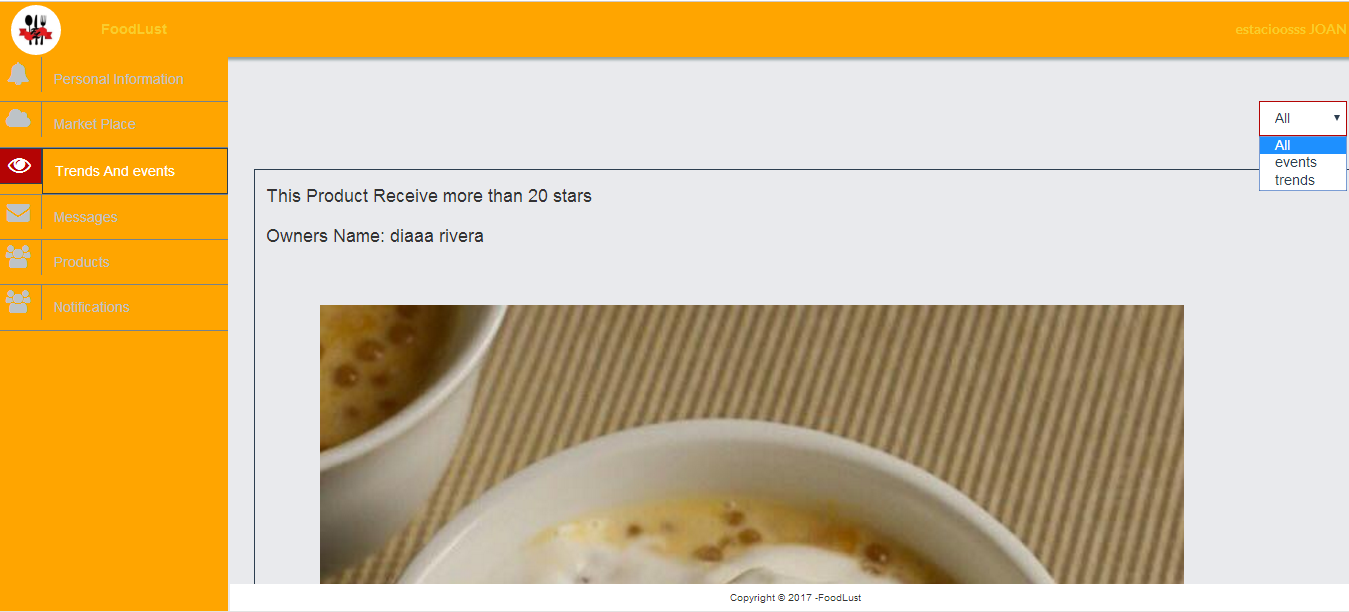 FoodLust
estacioosss JOAN
Personal Information
Market Place
Trends And events
Messages
Products
Notifications
All
All
events
trends
This Product Receive more than 20 stars
Owners Name: diaaa rivera
Copyright © 2017 -FoodLust